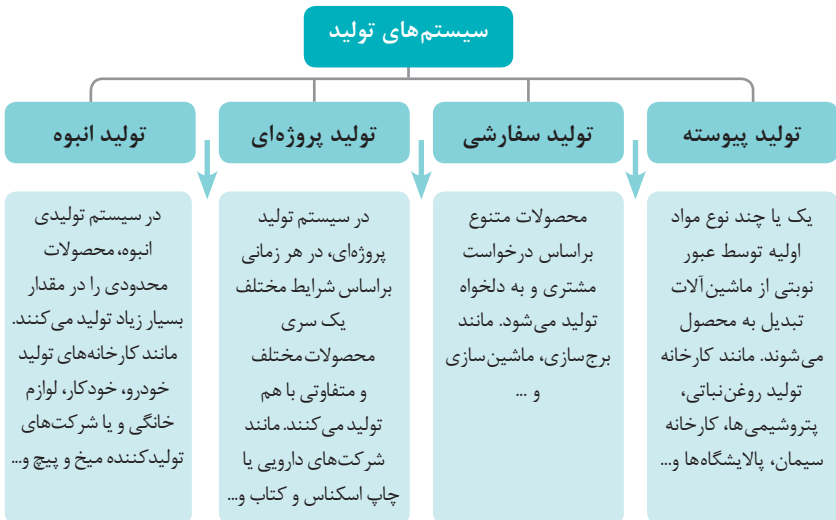 سیستم‌های تولید
تولید پیوسته
تولید سفارشی
تولید پروژه‌ای
تولید انبوه
یک یا چند نوع مواد
اولیه توسط عبور
نوبتی از ماشین‌آلات
تبدیل به محصول
می‌شوند. مانند کارخانه
تولید روغن‌نباتی،
پتروشیمی‌ها، کارخانه
سیمان، پالایشگاه‌ها و...
محصولات متنوع
براساس درخواست
مشتری و به دلخواه
تولید می‌شود. مانند
برج‌سازی، ماشین‌سازی
و ...
در سیستم تولید
پروژه‌ای، در هر زمانی
براساس شرایط مختلف
یک سری
محصولات مختلف
و متفاوتی با هم
تولید می‌کنند. مانند
شرکت‌های دارویی یا
چاپ اسکناس و کتاب و...
در سیستم تولیدی
انبوه، محصولات
محدودی را در مقدار
بسیار زیاد تولید می‌کنند.
مانند کارخانه‌های تولید
خودرو، خودکار، لوازم
خانگی و یا شرکت‌های
تولیدکننده میخ و پیچ و...